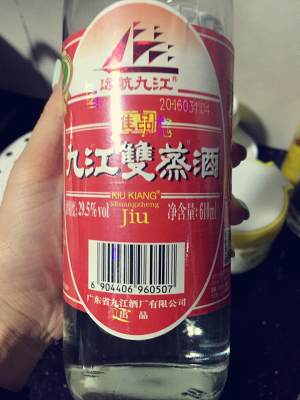 远航九江®
九江雙蒸酒
KIU KIANG®
Shuangzheng
Jiu
29.5%vol
净含量:610ml
6 904406 960507
广东省九江酒厂有限公司
出品